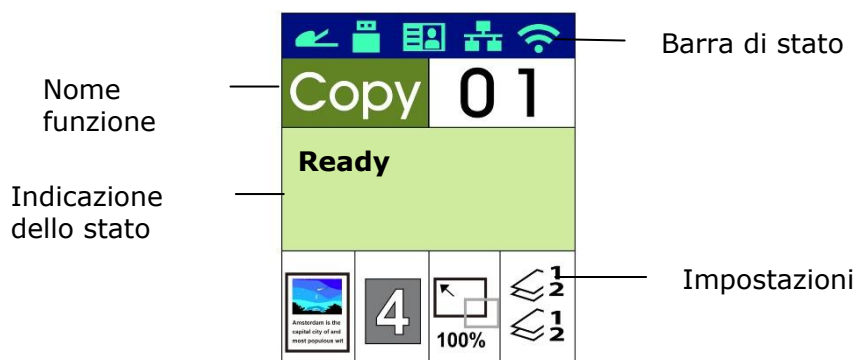 Barra di stato
Nome
funzione
Copy 01
Ready
Indicazione
dello stato
Impostazioni
Amsterdam is the
capital city of and
most populous wit
4
100%
1
2
1
2